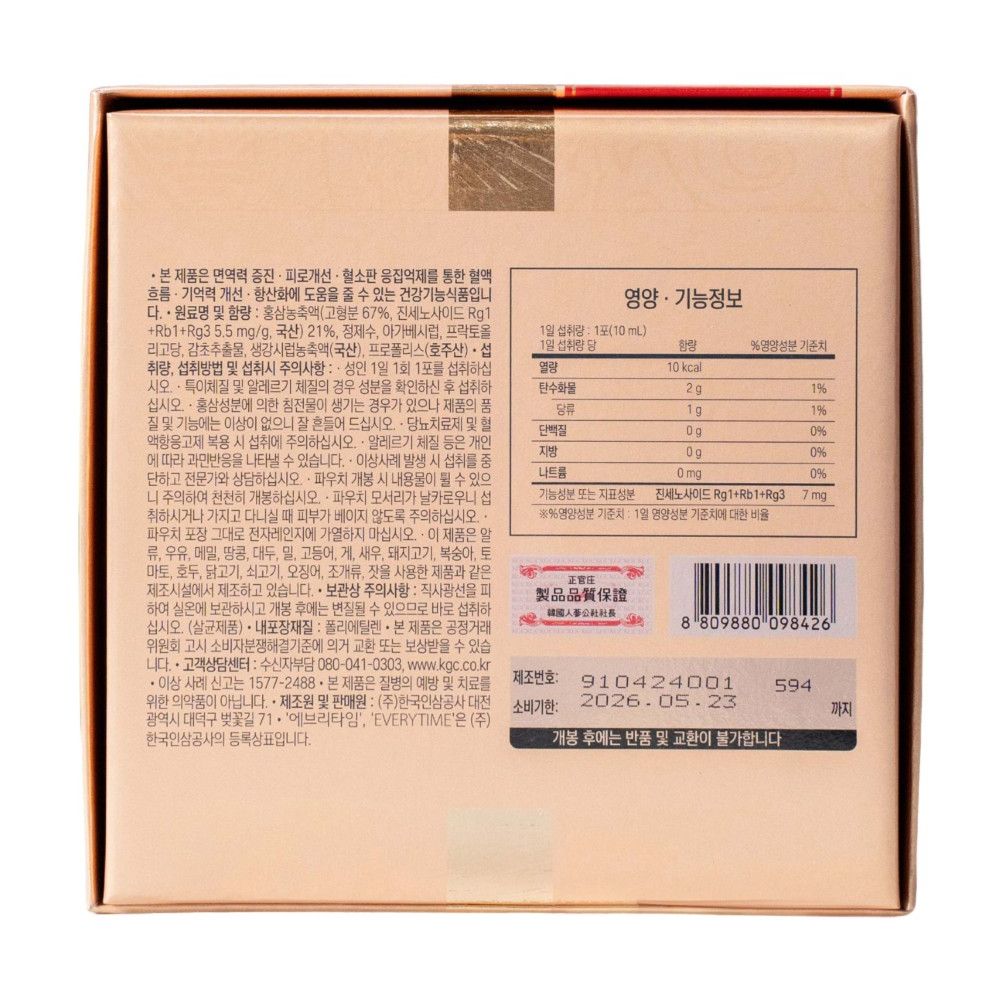 • 본 제품은 면역력 증진 · 피로개선 · 혈소판 응집억제를 통한 혈액
흐름 · 기억력 개선 · 항산화에 도움을 줄 수 있는 건강기능식품입니
다. • 원료명 및 함량 : 홍삼농축액(고형분 67%, 진세노사이드 Rg1
+Rb1+Rg3 5.5 mg/g, 국산) 21%, 정제수, 아가베시럽, 프락토올
리고당, 감초추출물, 생강시럽농축액(국산), 프로폴리스(호주산) • 섭
취량, 섭취방법 및 섭취시 주의사항 : · 성인 1일 1회 1포를 섭취하십
시오. · 특이체질 및 알레르기 체질의 경우 성분을 확인하신 후 섭취하
십시오. · 홍삼성분에 의한 침전물이 생기는 경우가 있으나 제품의 품
질 및 기능에는 이상이 없으니 잘 흔들어 드십시오. · 당뇨치료제 및 혈
액항응고제 복용 시 섭취에 주의하십시오. · 알레르기 체질 등은 개인
에 따라 과민반응을 나타낼 수 있습니다. · 이상사례 발생 시 섭취를 중
단하고 전문가와 상담하십시오. · 파우치 개봉 시 내용물이 튈 수 있으
니 주의하여 천천히 개봉하십시오. · 파우치 모서리가 날카로우니 섭
취하시거나 가지고 다니실 때 피부가 베이지 않도록 주의하십시오. ·
파우치 포장 그대로 전자레인지에 가열하지 마십시오. · 이 제품은 알
류, 우유, 메밀, 땅콩, 대두, 밀, 고등어, 게, 새우, 돼지고기, 복숭아, 토
마토, 호두, 닭고기, 쇠고기, 오징어, 조개류, 잣을 사용한 제품과 같은
제조시설에서 제조하고 있습니다. • 보관상 주의사항 : 직사광선을 피
하여 실온에 보관하시고 개봉 후에는 변질될 수 있으므로 바로 섭취하
십시오. (살균제품) • 내포장재질 : 폴리에틸렌 • 본 제품은 공정거래
위원회 고시 소비자분쟁해결기준에 의거 교환 또는 보상받을 수 있습
니다. • 고객상담센터 : 수신자부담 080-041-0303, www.kgc.co.kr
• 이상 사례 신고는 1577-2488 • 본 제품은 질병의 예방 및 치료를
위한 의약품이 아닙니다. • 제조원 및 판매원 : (주)한국인삼공사 대전
광역시 대덕구 벚꽃길 71 • '에브리타임', 'EVERYTIME'은 (주)
한국인삼공사의 등록상표입니다.
영양 · 기능정보
1일 섭취량 : 1포(10 mL)
1일 섭취량 당 함량 %영양성분 기준치
열량 10 kcal
탄수화물 2 g 1%
당류 1 g 1%
단백질 0 g 0%
지방 0 g 0%
나트륨 0 mg 0%
기능성분 또는 지표성분 진세노사이드 Rg1+Rb1+Rg3 7 mg
※%영양성분 기준치 : 1일 영양성분 기준치에 대한 비율
正官庄
製品品質保證
韓國人蔘公社社長
8 809880 098426
제조번호: 910424001 594
소비기한: 2026.05.23 까지
개봉 후에는 반품 및 교환이 불가합니다